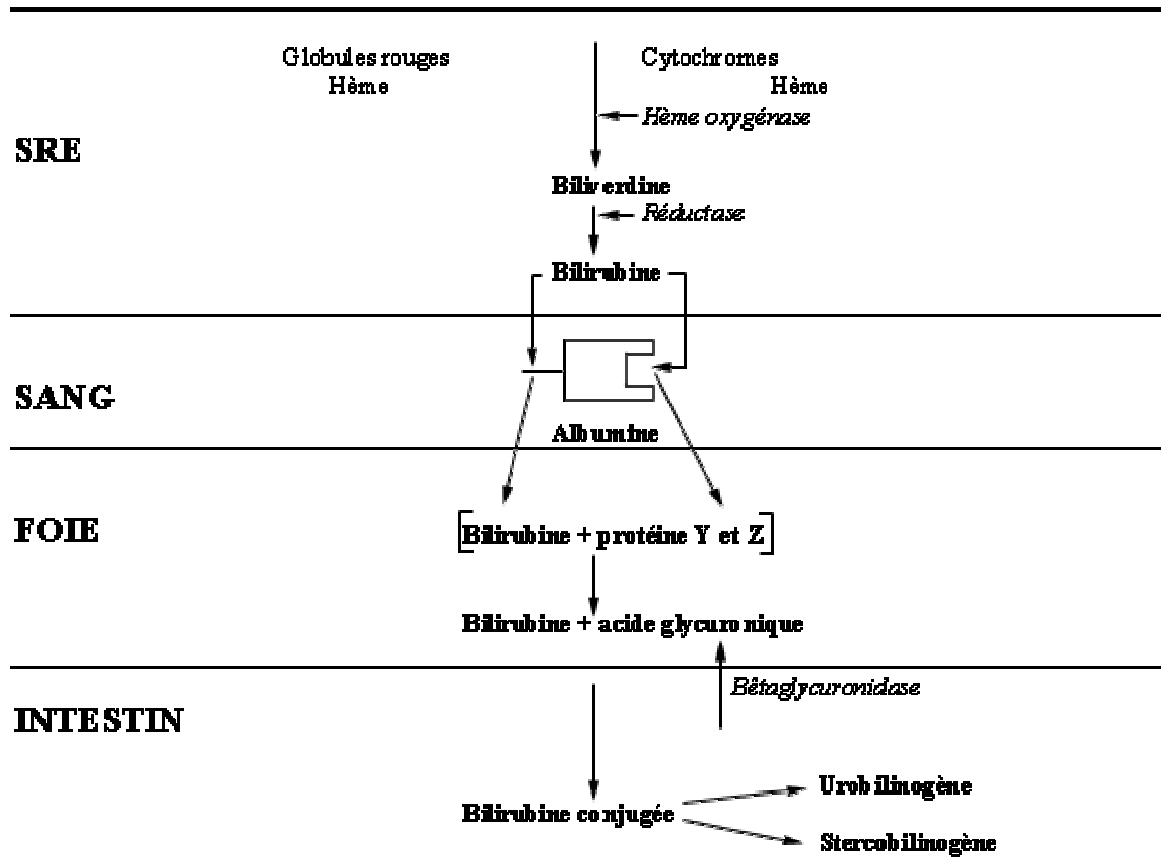 Globules rouges
Hème
Cytochromes
Hème
Hème oxygénase
SRE
Biliverdine
Réductase
Bilirubine
SANG
Albumine
FOIE
[Bilirubine + protéine Y et Z]
Bilirubine + acide glycuronique
Bêtaglycuronidase
INTESTIN
Bilirubine conjugée
Urobilinogène
Stercobilinogène